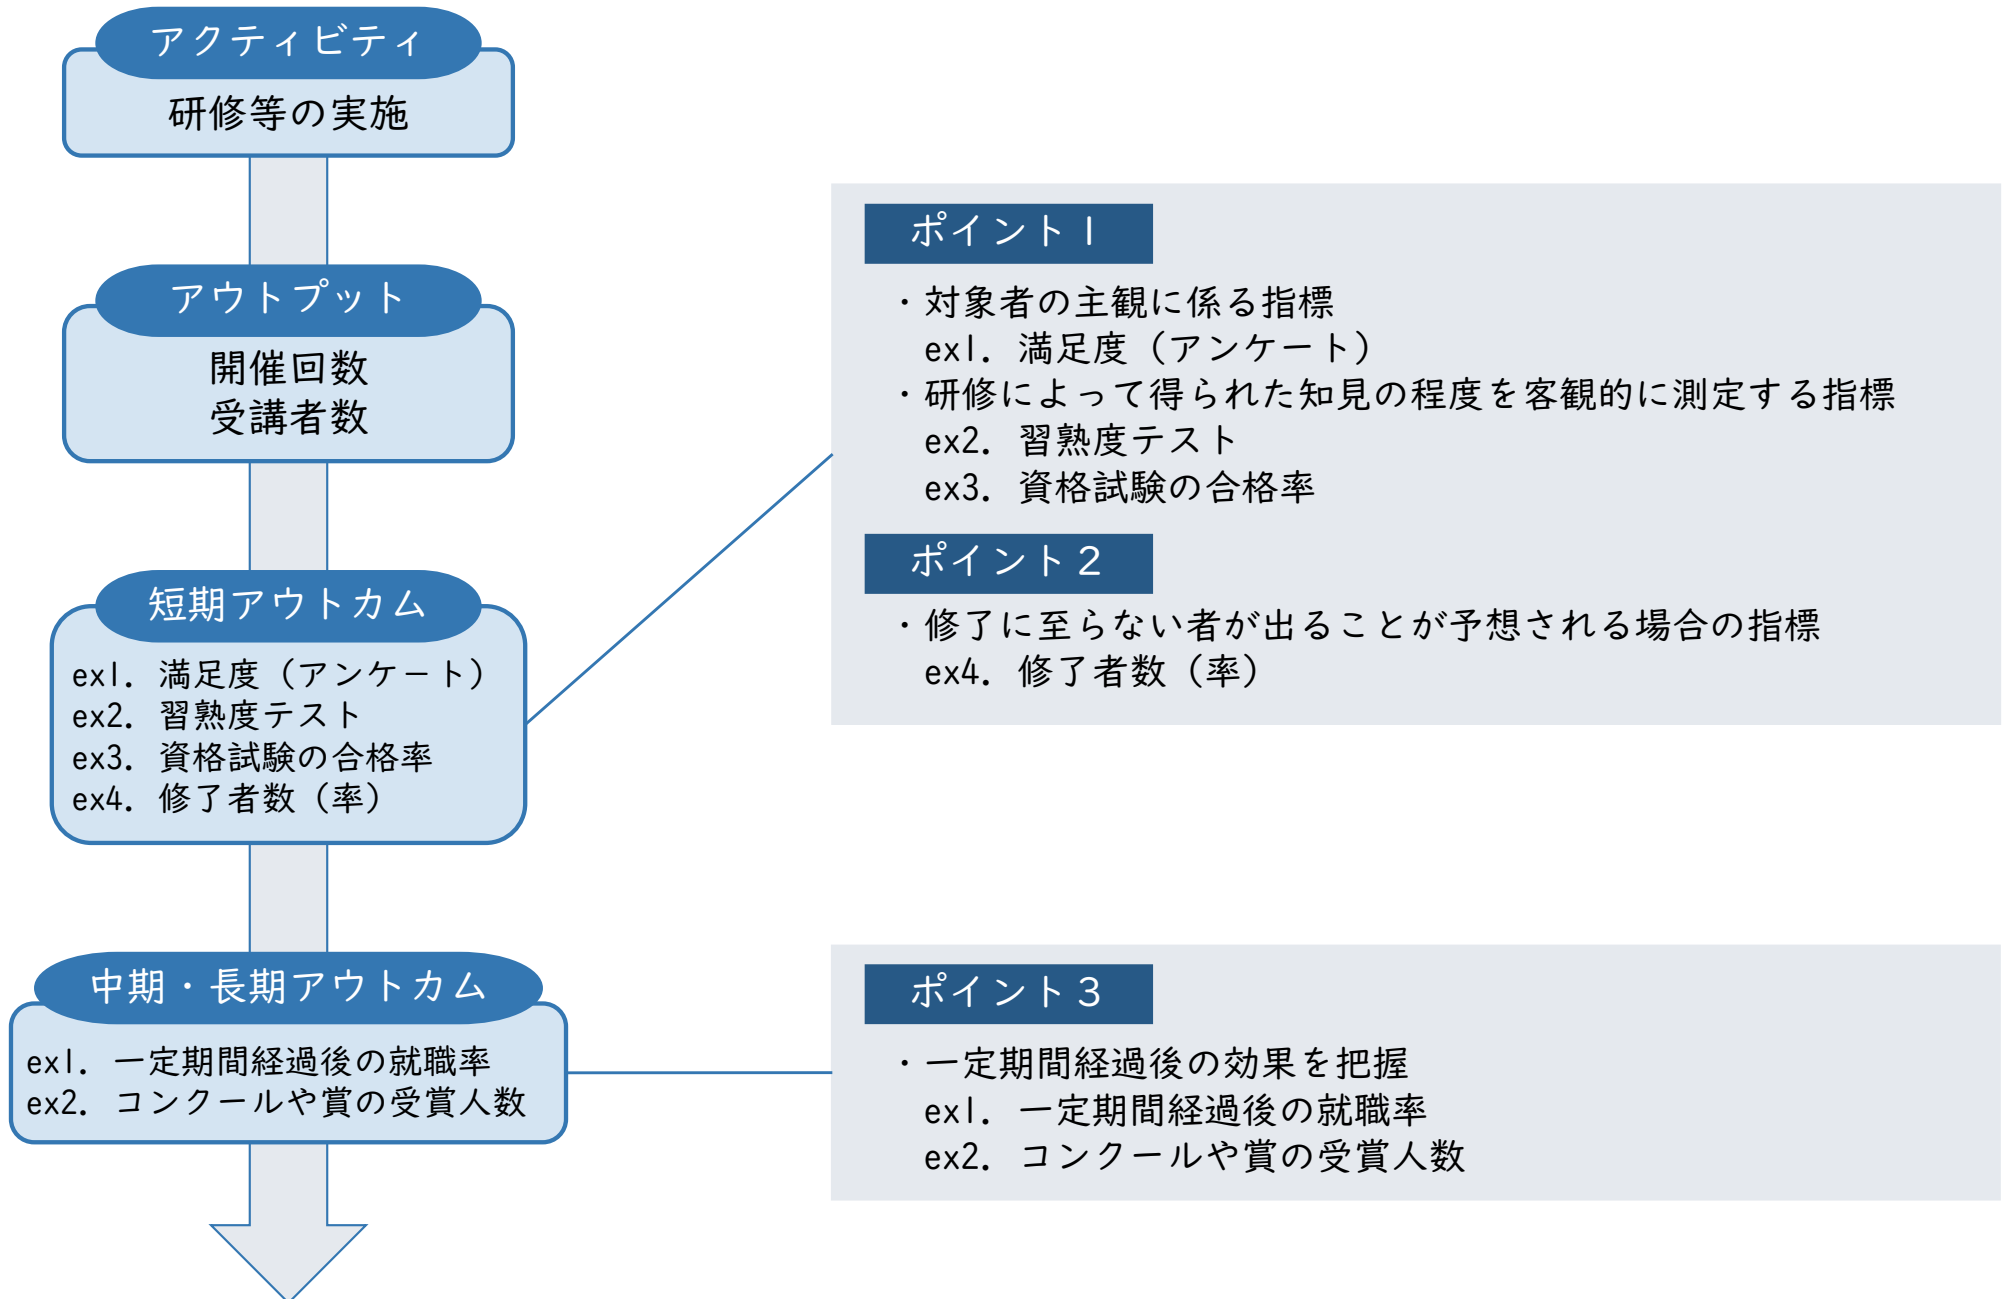 アクティビティ
研修等の実施
アウトプット
開催回数
受講者数
短期アウトカム
ex1. 満足度（アンケート）
ex2. 習熟度テスト
ex3. 資格試験の合格率
ex4. 修了者数（率）
中期・長期アウトカム
ex1. 一定期間経過後の就職率
ex2. コンクールや賞の受賞人数
ポイント１
・対象者の主観に係る指標
ex1. 満足度（アンケート）
・研修によって得られた知見の程度を客観的に測定する指標
ex2. 習熟度テスト
ex3. 資格試験の合格率
ポイント２
・修了に至らない者が出ることが予想される場合の指標
ex4. 修了者数（率）
ポイント３
・一定期間経過後の効果を把握
ex1. 一定期間経過後の就職率
ex2. コンクールや賞の受賞人数